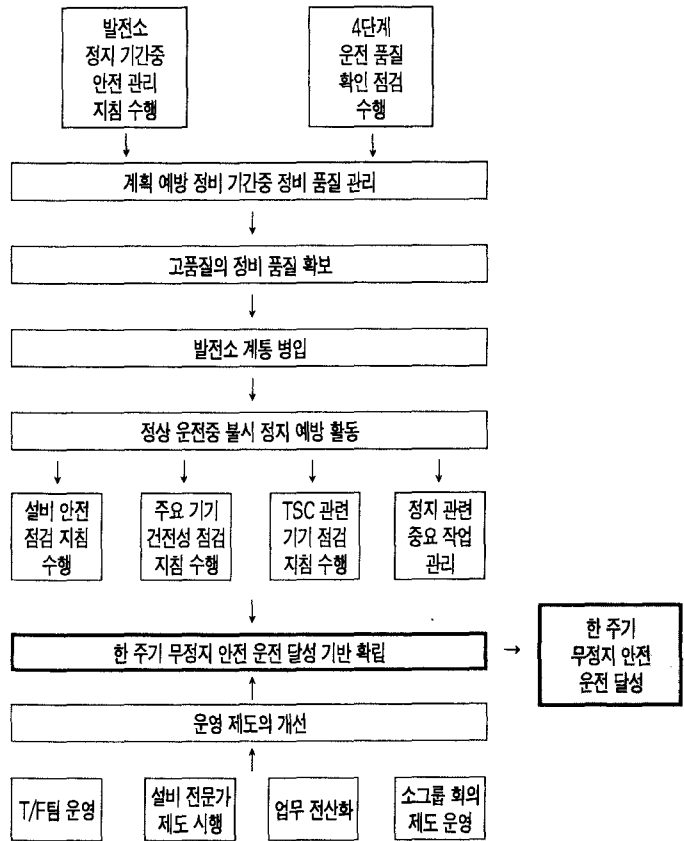 발전소
정지 기간중
안전 관리
지침 수행
4단계
운전 품질
확인 점검
수행
계획 예방 정비 기간중 정비 품질 관리
고품질의 정비 품질 확보
발전소 계통 병입
정상 운전중 불시 정지 예방 활동
설비 안전
점검 지침
수행
주요 기기
건전성 점검
지침 수행
TSC 관련
기기 점검
지침 수행
정지 관련
중요 작업
관리
한 주기 무정지 안전 운전 달성 기반 확립
한 주기
무정지 안전
운전 달성
운영 제도의 개선
T/F팀 운영
설비 전문가
제도 시행
업무 전산화
소그룹 회의
제도 운영